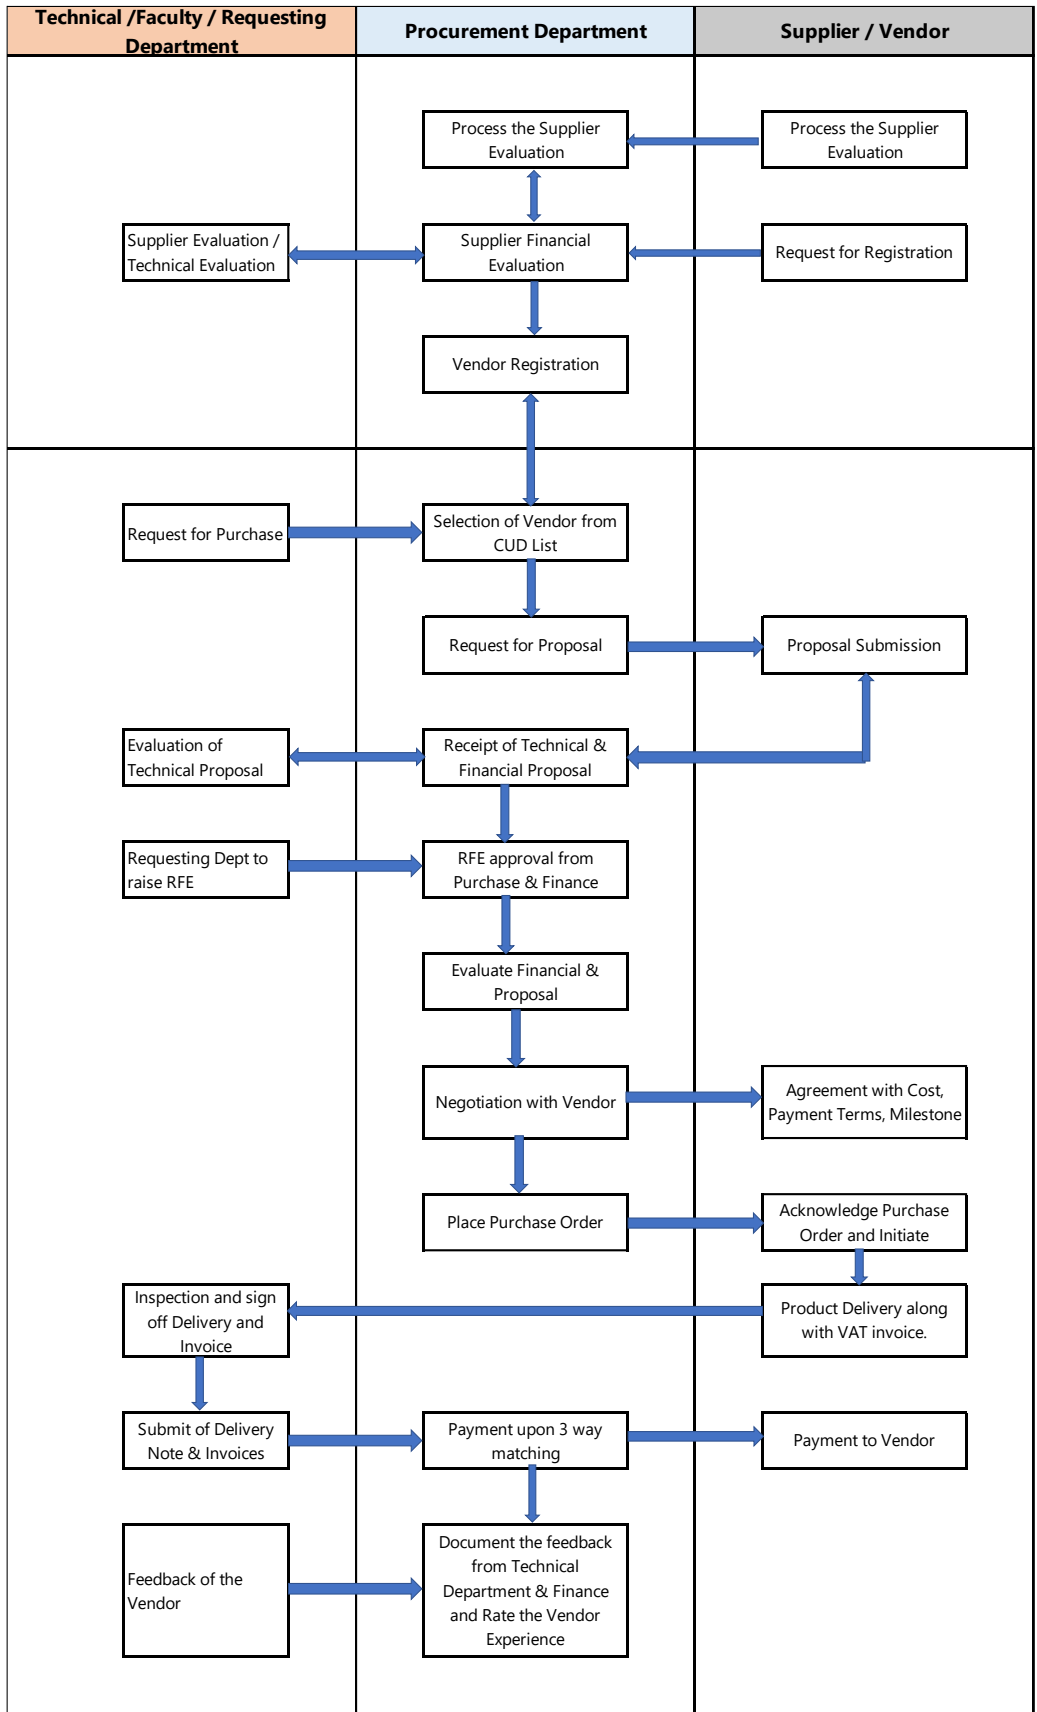 Technical /Faculty / Requesting
Department
Procurement Department
Supplier / Vendor
Process the Supplier
Evaluation
Process the Supplier
Evaluation
Supplier Evaluation /
Technical Evaluation
Supplier Financial
Evaluation
Request for Registration
Vendor Registration
Request for Purchase
Selection of Vendor from
CUD List
Request for Proposal
Proposal Submission
Evaluation of
Technical Proposal
Receipt of Technical &
Financial Proposal
Requesting Dept to
raise RFE
RFE approval from
Purchase & Finance
Evaluate Financial &
Proposal
Negotiation with Vendor
Agreement with Cost,
Payment Terms, Milestone
Place Purchase Order
Acknowledge Purchase
Order and Initiate
Inspection and sign
off Delivery and
Invoice
Product Delivery along
with VAT invoice.
Submit of Delivery
Note & Invoices
Payment upon 3 way
matching
Payment to Vendor
Feedback of the
Vendor
Document the feedback
from Technical
Department & Finance
and Rate the Vendor
Experience